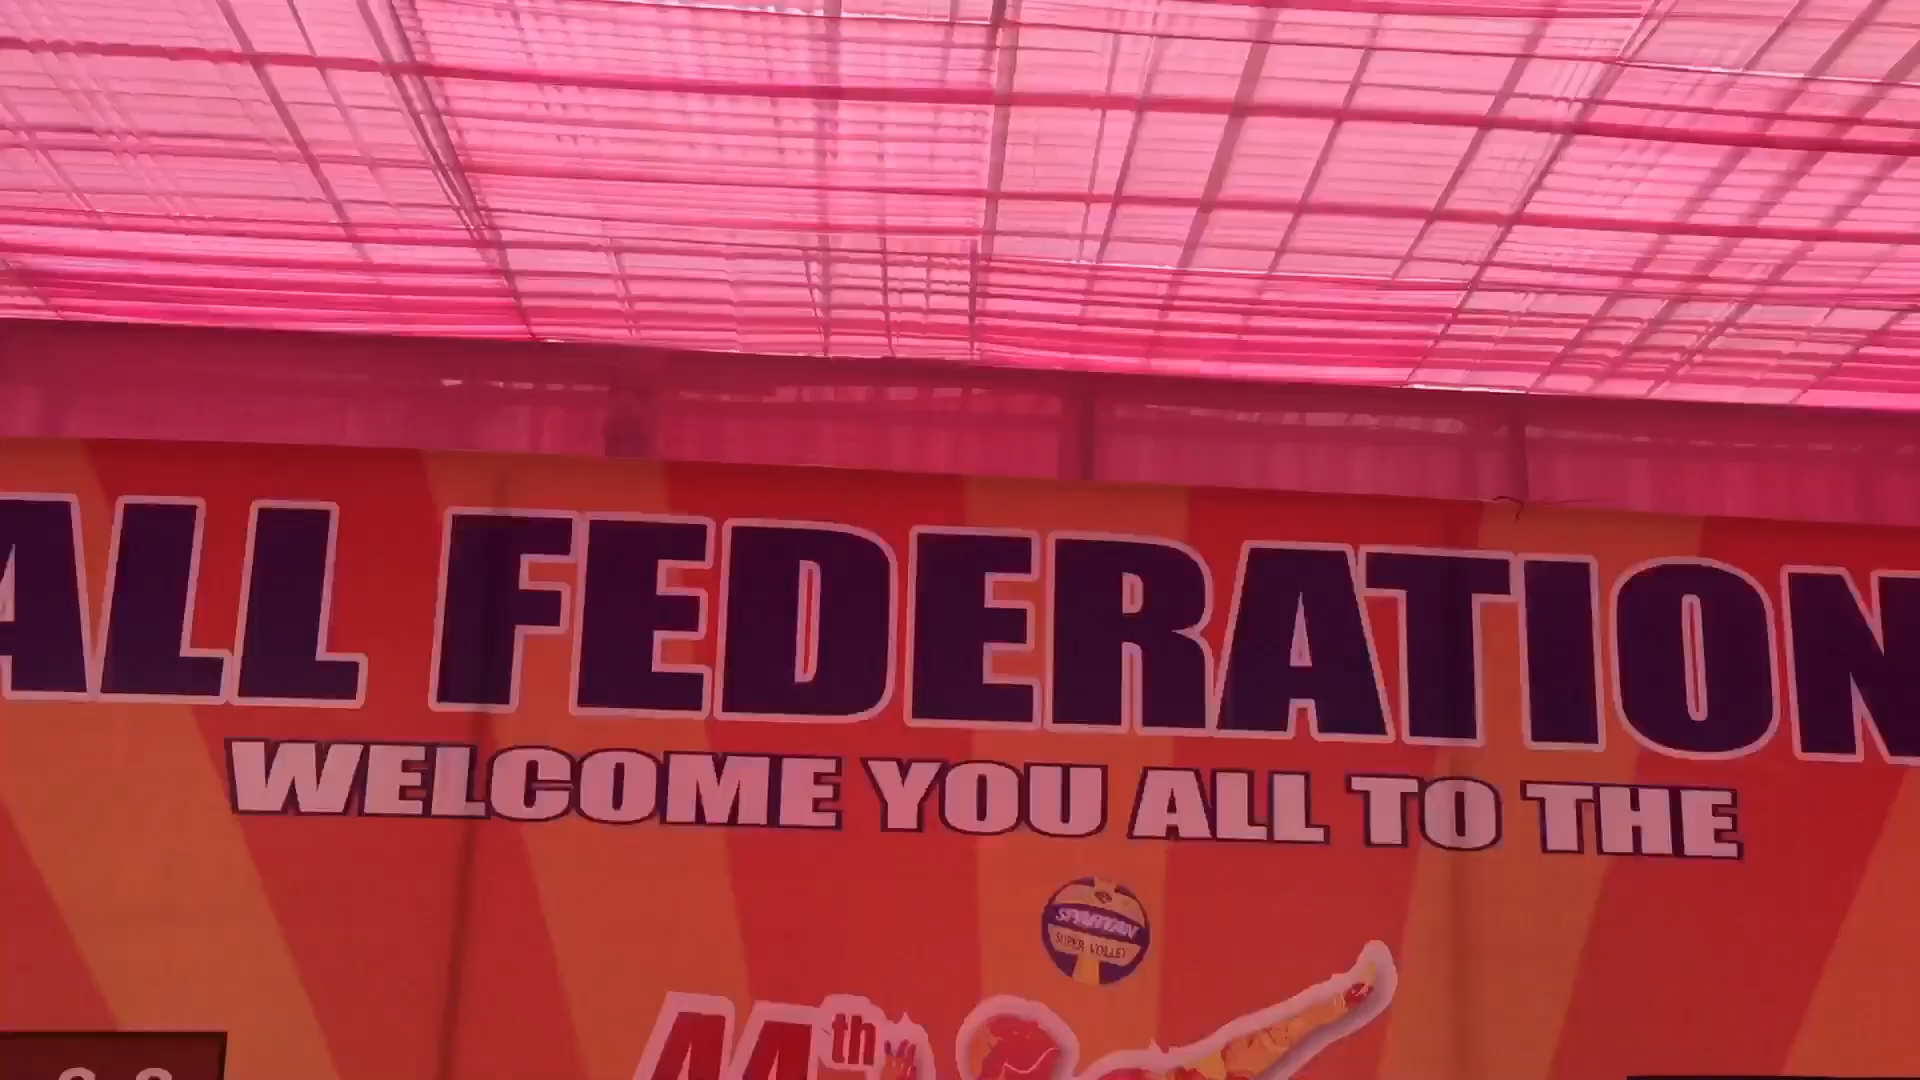 ALL FEDERATION
WELCOME YOU ALL TO THE
SPARTAN
SUPER VOLLEY
44th